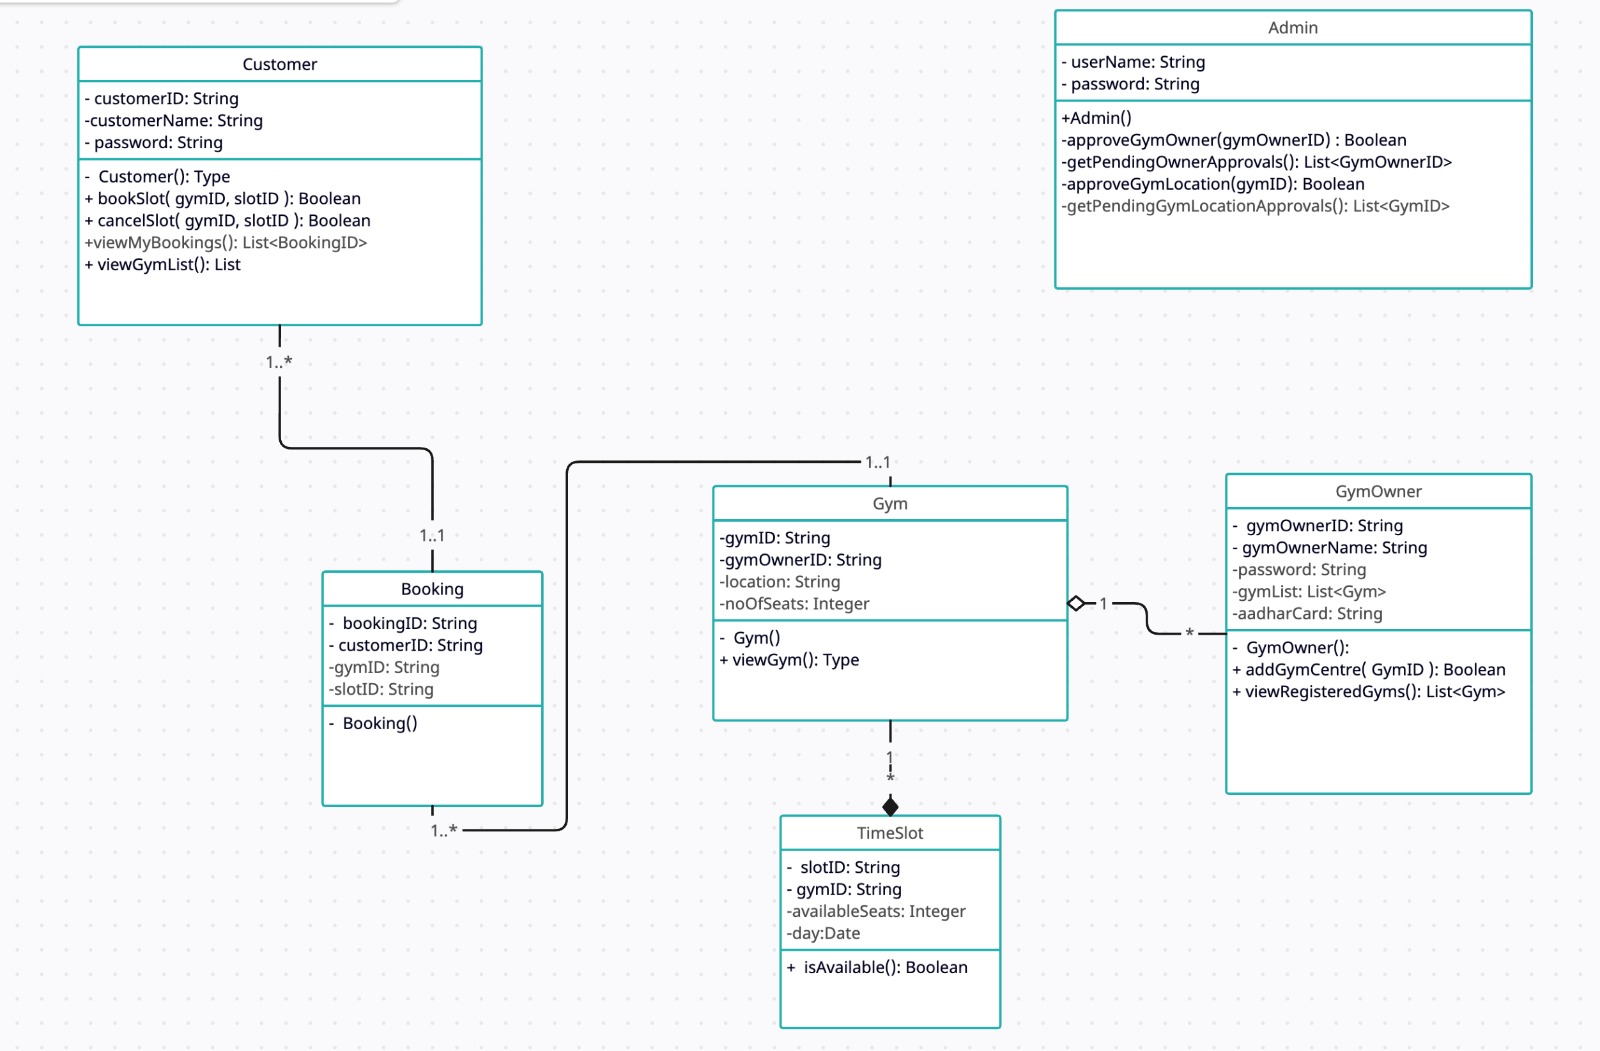 Customer
- customerID: String
-customerName: String
- password: String
-  Customer(): Type
+ bookSlot( gymID, slotID ): Boolean
+ cancelSlot( gymID, slotID ): Boolean
+viewMyBookings(): List<BookingID>
+ viewGymList(): List
Admin
- userName: String
- password: String
+Admin()
-approveGymOwner(gymOwnerID) : Boolean
-getPendingOwnerApprovals(): List<GymOwnerID>
-approveGymLocation(gymID): Boolean
-getPendingGymLocationApprovals(): List<GymID>
1..*
1..1
Booking
-  bookingID: String
- customerID: String
-gymID: String
-slotID: String
-  Booking()
1..*
1..1
Gym
-gymID: String
-gymOwnerID: String
-location: String
-noOfSeats: Integer
-  Gym()
+ viewGym(): Type
1
*
GymOwner
-  gymOwnerID: String
- gymOwnerName: String
-password: String
-gymList: List<Gym>
-aadharCard: String
-  GymOwner():
+ addGymCentre( GymID ): Boolean
+ viewRegisteredGyms(): List<Gym>
1
*
TimeSlot
-  slotID: String
- gymID: String
-availableSeats: Integer
-day:Date
+  isAvailable(): Boolean